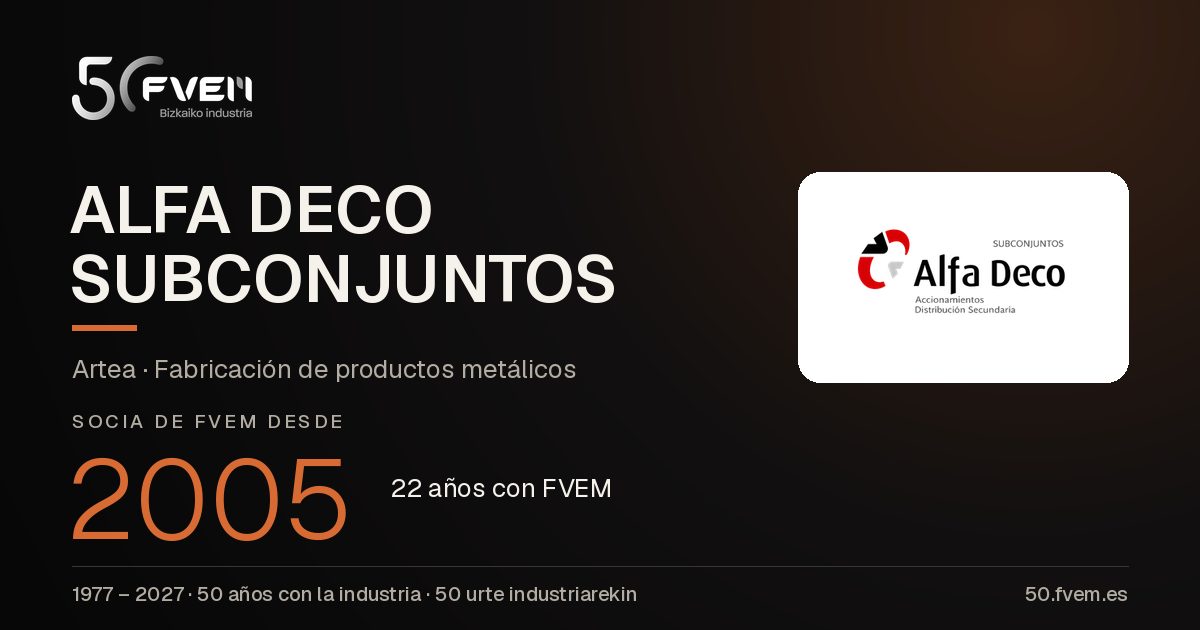 50 FVEM
Bizkaiko industria
ALFA DECO
SUBCONJUNTOS
SUBCONJUNTOS
Alfa Deco
Accionamientos
Distribución Secundaria
Artea · Fabricación de productos metálicos
SOCIA DE FVEM DESDE
2005
22 años con FVEM
1977 – 2027 · 50 años con la industria · 50 urte industriarekin
50.fvem.es